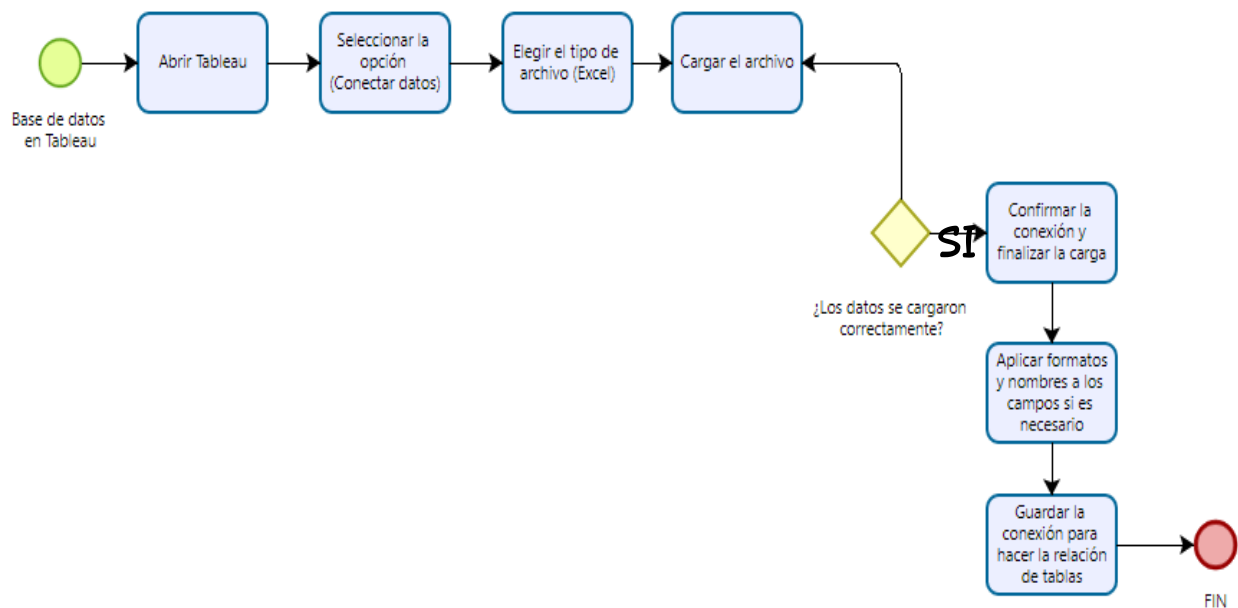 Base de datos
en Tableau
Abrir Tableau
Seleccionar la
opción
(Conectar datos)
Elegir el tipo de
archivo (Excel)
Cargar el archivo
¿Los datos se cargaron
correctamente?
SI
Confirmar la
conexión y
finalizar la carga
Aplicar formatos
y nombres a los
campos si es
necesario
Guardar la
conexión para
hacer la relación
de tablas
FIN